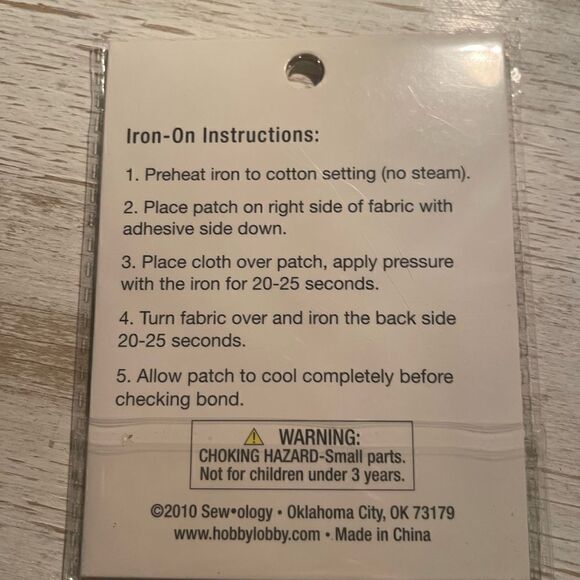 Iron-On Instructions:
1. Preheat iron to cotton setting (no steam).
2. Place patch on right side of fabric with
adhesive side down.
3. Place cloth over patch, apply pressure
with the iron for 20-25 seconds.
4. Turn fabric over and iron the back side
20-25 seconds.
5. Allow patch to cool completely before
checking bond.
WARNING:
CHOKING HAZARD-Small parts.
Not for children under 3 years.
©2010 Sew•ology • Oklahoma City, OK 73179
www.hobbylobby.com • Made in China